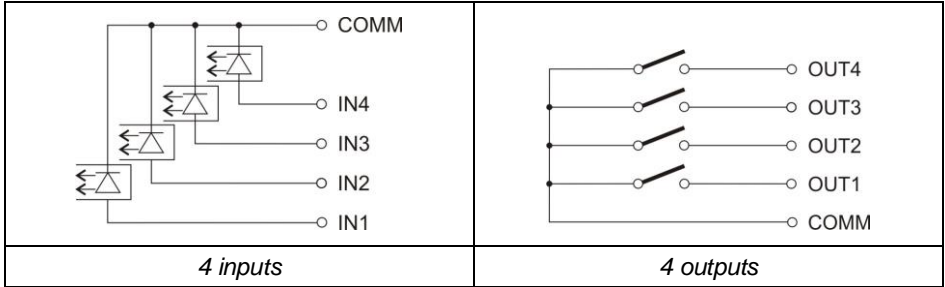 COMM
IN4
IN3
IN2
IN1
4 inputs
OUT4
OUT3
OUT2
OUT1
COMM
4 outputs